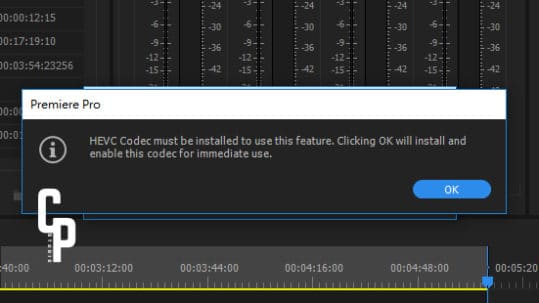 -3 -24 -3 -24 -3 -24 -3 -24
00:00:12:15
-6 -30 -6 -30 -6 -30 -6 -30
00:17:19:10
-9 -36 -9 -36 -9 -36 -9 -36
-12 -12 -12 -12
00:03:54:23256
-15 -42 -15 -42 -15 -42 -15 -42
Premiere Pro
HEVC Codec must be installed to use this feature. Clicking OK will install and
enable this codec for immediate use.
OK
CP
:40:00 00:03:12:00 00:03:44:00 00:04:16:00 00:04:48:00 00:05:20